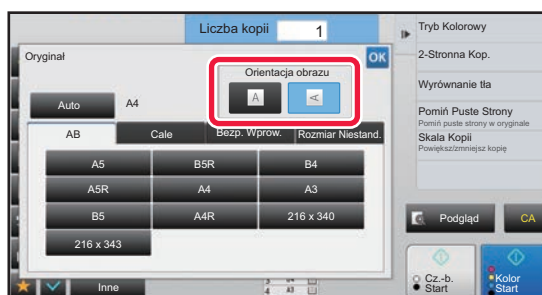 Liczba kopii 1
Oryginał
OK
Orientacja obrazu
A A
Auto A4
AB Cale Bezp. Wprow. Rozmiar Niestand.
A5 B5R B4
A5R A4 A3
B5 A4R 216 x 340
216 x 343
Inne
Tryb Kolorowy
2-Stronna Kop.
Wyrównanie tła
Pomiń Puste Strony
Pomiń puste strony w oryginale
Skala Kopii
Powiększ/zmniejsz kopię
Podgląd CA
Cz.-b.
Start
Kolor
Start